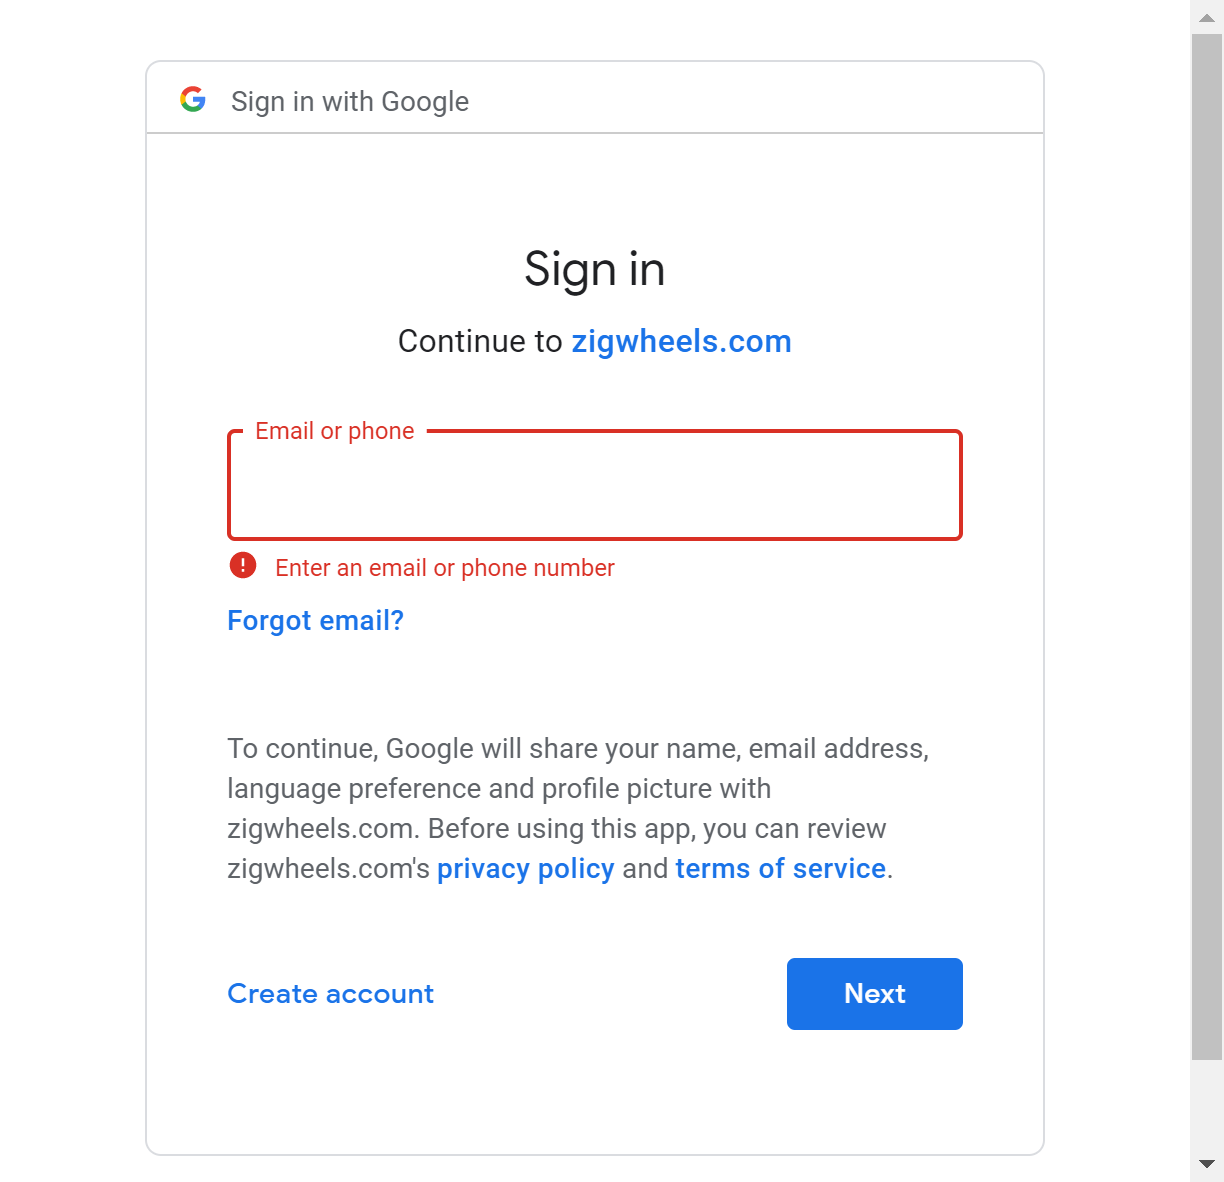 Sign in with Google
Sign in
Continue to zigwheels.com
Email or phone
Enter an email or phone number
Forgot email?
To continue, Google will share your name, email address,
language preference and profile picture with
zigwheels.com. Before using this app, you can review
zigwheels.com's privacy policy and terms of service.
Create account
Next